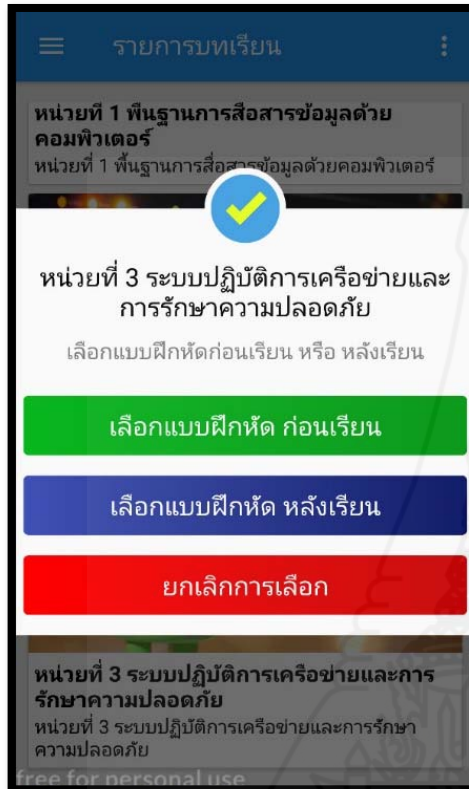 รายการบทเรียน
หน่วยที่ 1 พื้นฐานการสื่อสารข้อมูลด้วย
คอมพิวเตอร์
หน่วยที่ 1 พื้นฐานการสื่อสารข้อมูลด้วยคอมพิวเตอร์
หน่วยที่ 3 ระบบปฏิบัติการเครือข่ายและ
การรักษาความปลอดภัย
เลือกแบบฝึกหัดก่อนเรียน หรือ หลังเรียน
เลือกแบบฝึกหัด ก่อนเรียน
เลือกแบบฝึกหัด หลังเรียน
ยกเลิกการเลือก
หน่วยที่ 3 ระบบปฏิบัติการเครือข่ายและการ
รักษาความปลอดภัย
หน่วยที่ 3 ระบบปฏิบัติการเครือข่ายและการรักษา
ความปลอดภัย
free for personal use